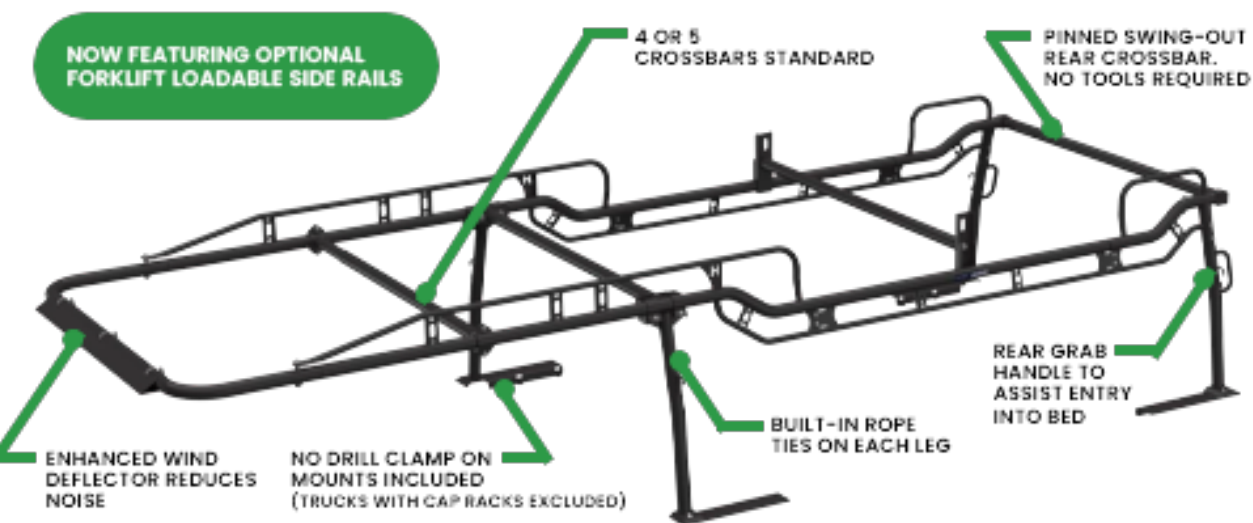 NOW FEATURING OPTIONAL
FORKLIFT LOADABLE SIDE RAILS
4 OR 5
CROSSBARS STANDARD
PINNED SWING-OUT
REAR CROSSBAR.
NO TOOLS REQUIRED
REAR GRAB
HANDLE TO
ASSIST ENTRY
INTO BED
BUILT-IN ROPE
TIES ON EACH LEG
ENHANCED WIND
DEFLECTOR REDUCES
NOISE
NO DRILL CLAMP ON
MOUNTS INCLUDED
(TRUCKS WITH CAP RACKS EXCLUDED)